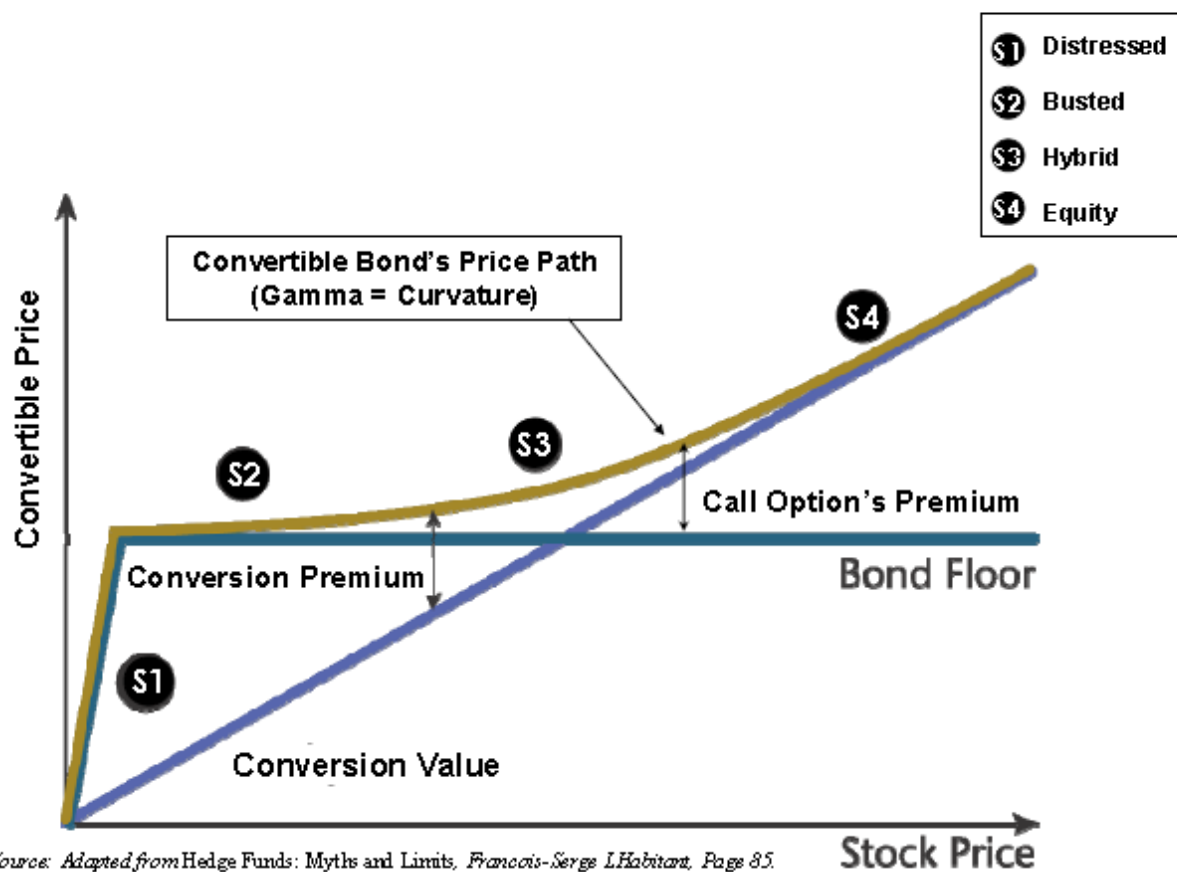 S1 Distressed
S2 Busted
S3 Hybrid
S4 Equity
Convertible Bond's Price Path
(Gamma = Curvature)
Convertible Price
S4
S3
S2
Call Option's Premium
Bond Floor
Conversion Premium
S1
Conversion Value
Stock Price
ource: Adapted from Hedge Funds: Myths and Limits, Francois-Serge LHabitant, Page 85.